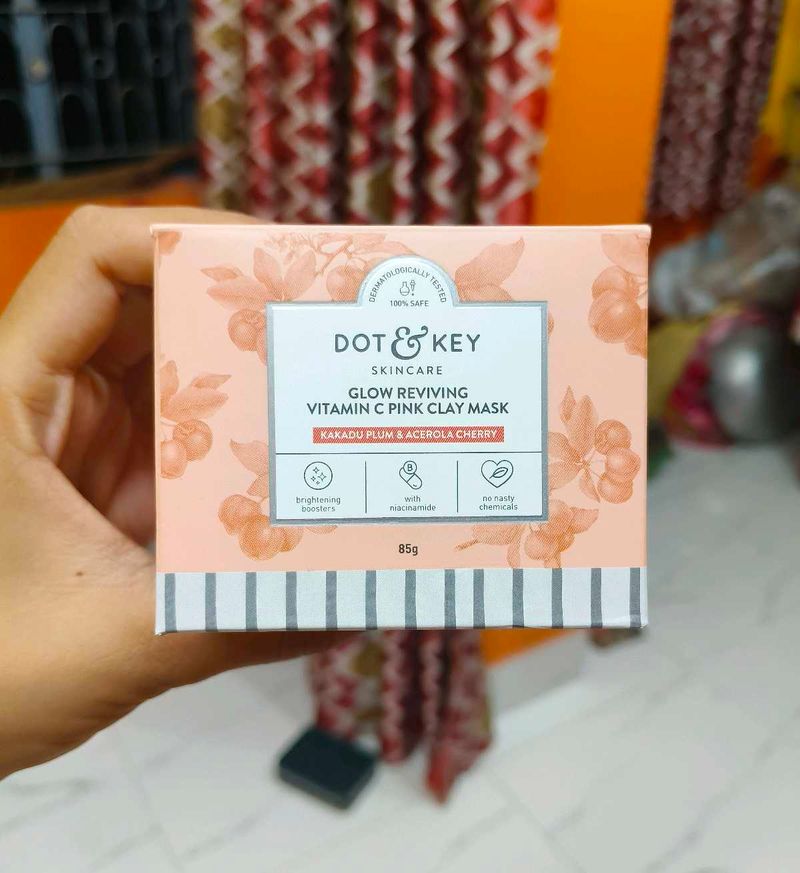 DERMATOLOGICALLY TESTED
100% SAFE
DOT & KEY
SKINCARE
GLOW REVIVING
VITAMIN C PINK CLAY MASK
KAKADU PLUM & ACEROLA CHERRY
brightening
boosters
B
with
niacinamide
no nasty
chemicals
85g